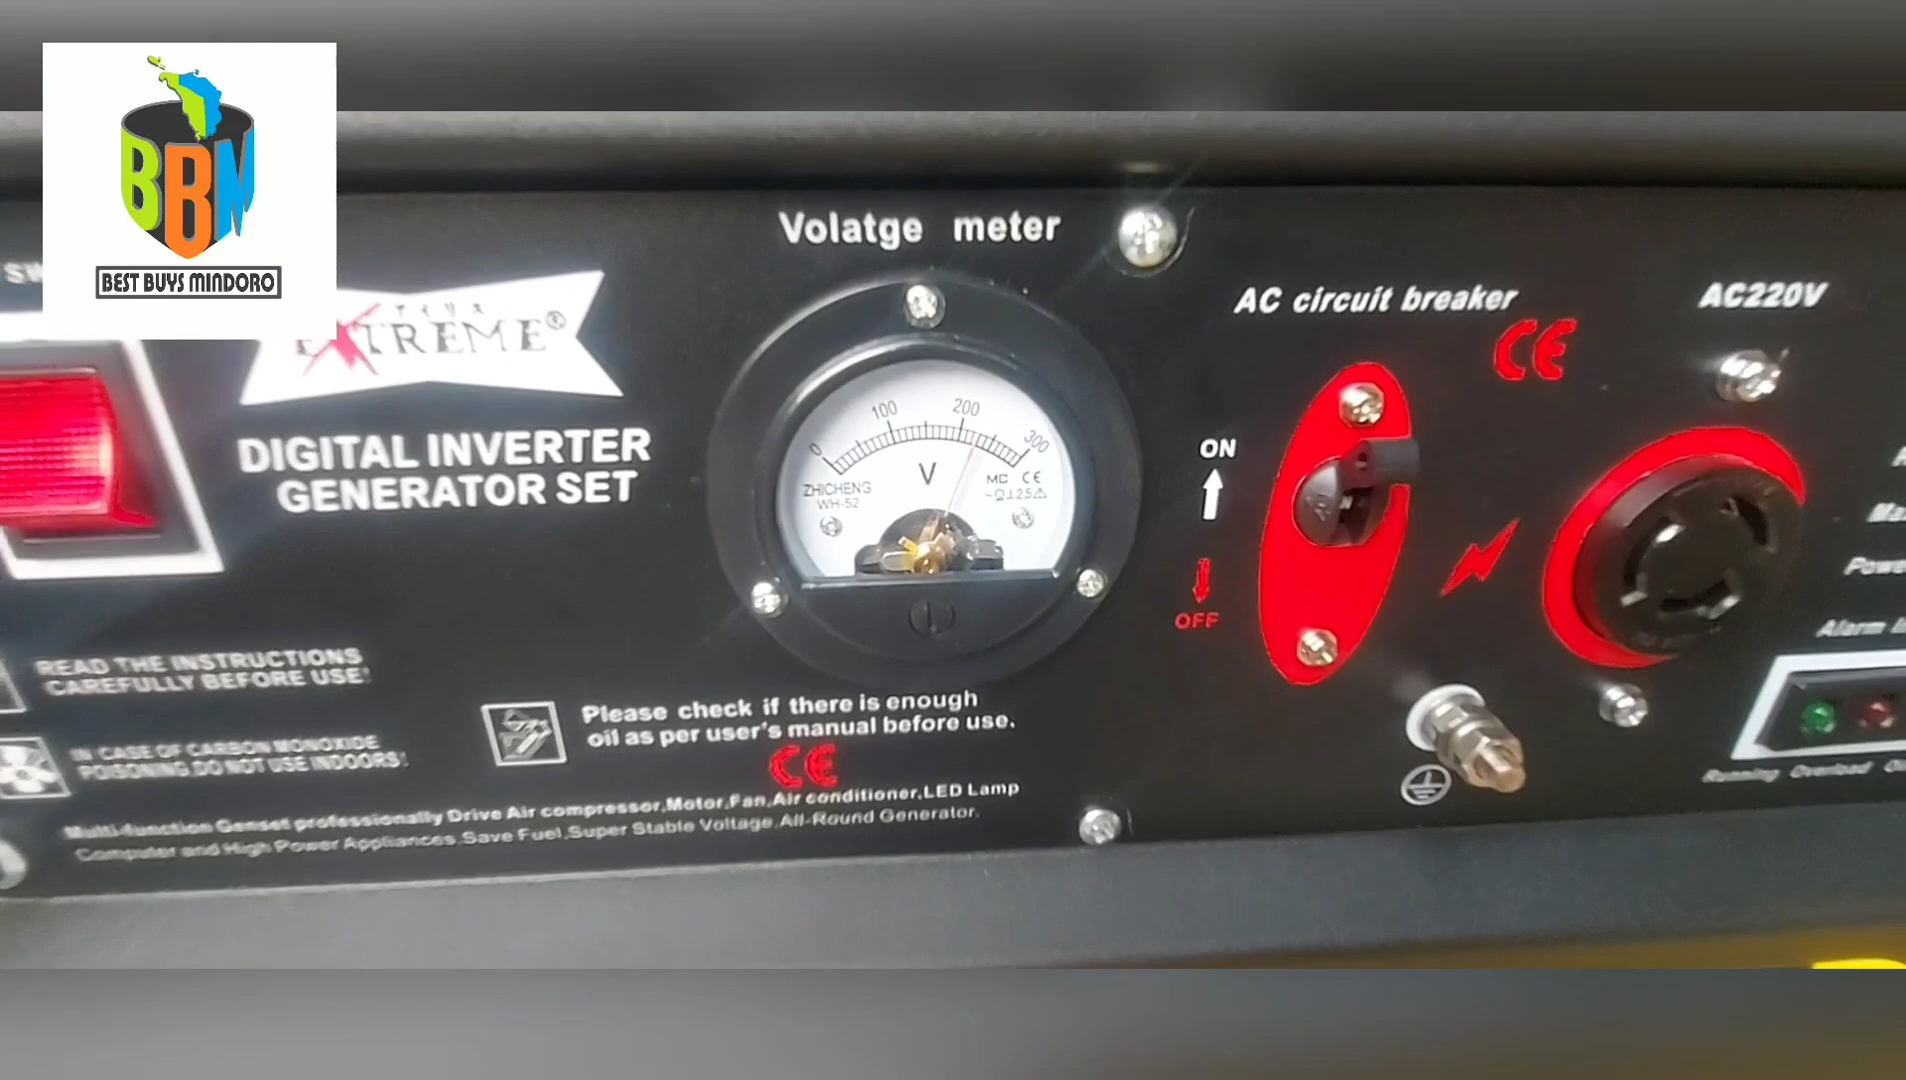 BBM
BEST BUYS MINDORO
Volatge meter
EXTREME®
DIGITAL INVERTER
GENERATOR SET
0 100 200 300
V
ZHICHENG
WH-52
MC CE
AC circuit breaker
CE
ON
OFF
AC220V
READ THE INSTRUCTIONS
CAREFULLY BEFORE USE!
IN CASE OF CARBON MONOXIDE
POISONING,DO NOT USE INDOORS!
Please check if there is enough
oil as per user's manual before use.
CE
Multi-function Genset professionally Drive Air compressor,Motor,Fan,Air conditioner,LED Lamp
Computer and High Power Appliances.Save Fuel,Super Stable Voltage,All-Round Generator.
Alarm
Running Overload